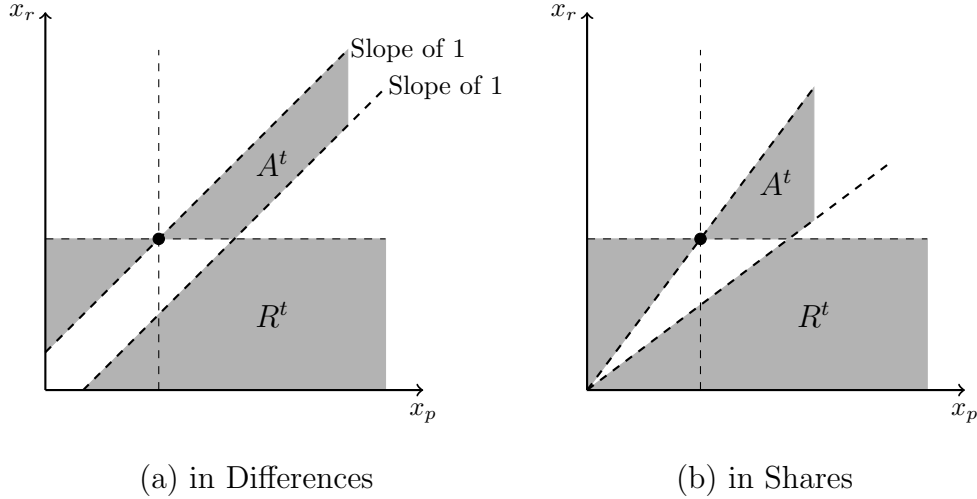 x_r
Slope of 1
Slope of 1
A^t
R^t
x_p
(a) in Differences
x_r
A^t
R^t
x_p
(b) in Shares